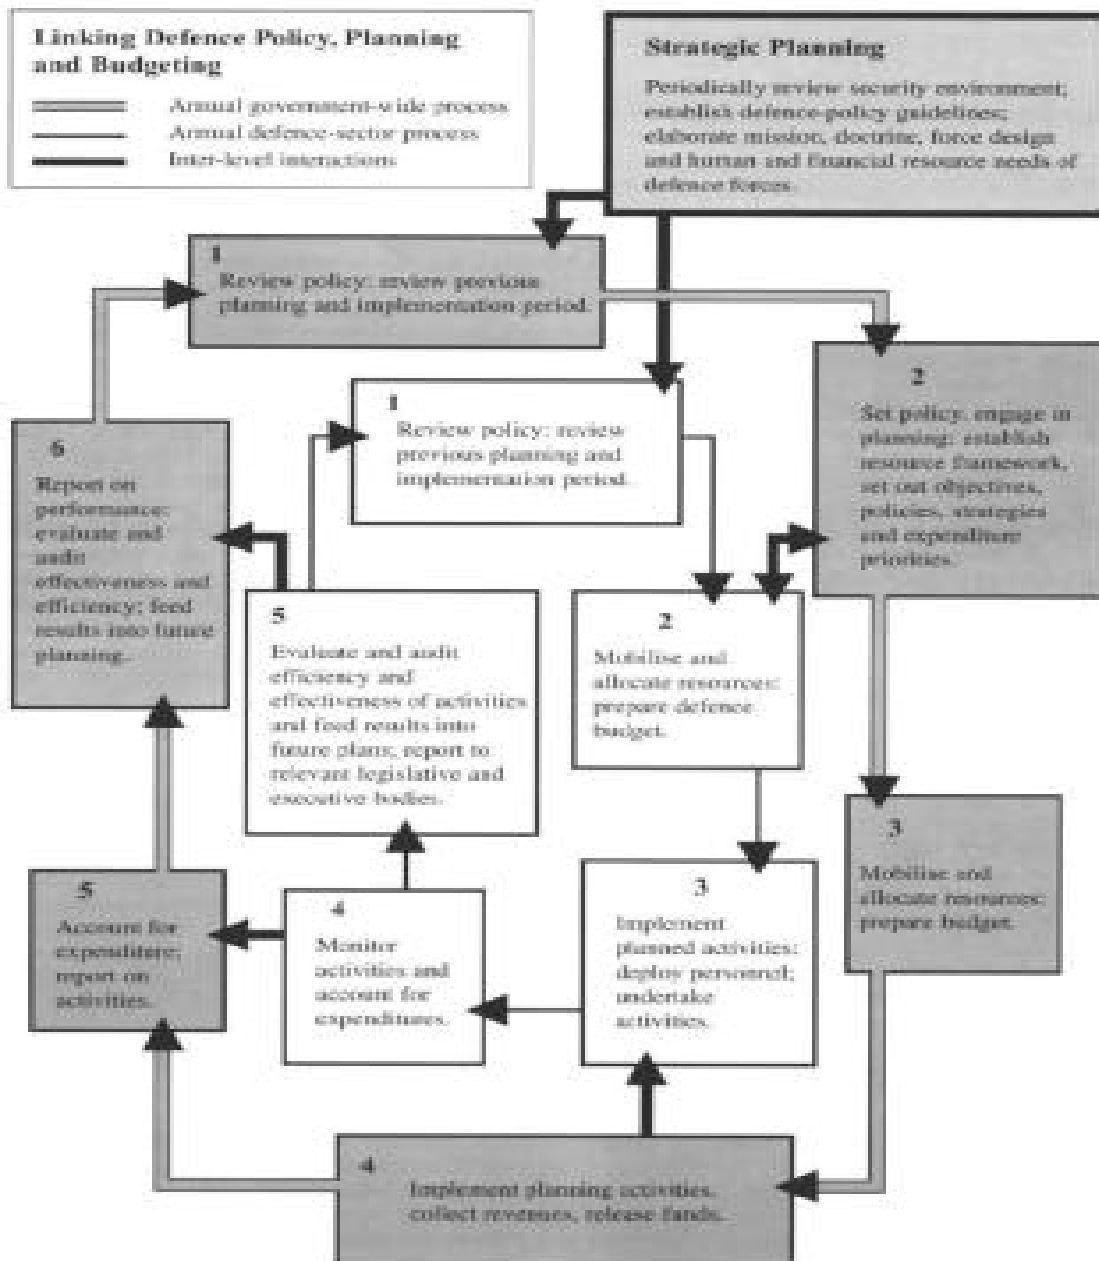 Linking Defence Policy, Planning
and Budgeting
Annual government-wide process
Annual defence-sector process
Inter-level interactions
Strategic Planning
Periodically review security environment;
establish defence-policy guidelines;
elaborate mission, doctrine, force design
and human and financial resource needs of
defence forces.
1
Review policy: review previous
planning and implementation period.
1
Review policy: review
previous planning and
implementation period.
2
Set policy, engage in
planning: establish
resource framework,
set out objectives,
policies, strategies
and expenditure
priorities.
6
Report on
performance:
evaluate and
audit
effectiveness and
efficiency; feed
results into future
planning.
5
Evaluate and audit
efficiency and
effectiveness of activities
and feed results into
future plans; report to
relevant legislative and
executive bodies.
2
Mobilise and
allocate resources:
prepare defence
budget.
3
Mobilise and
allocate resources:
prepare budget.
5
Account for
expenditure;
report on
activities.
4
Monitor
activities and
account for
expenditures.
3
Implement
planned activities:
deploy personnel;
undertake
activities.
4
Implement planning activities,
collect revenues, release funds.